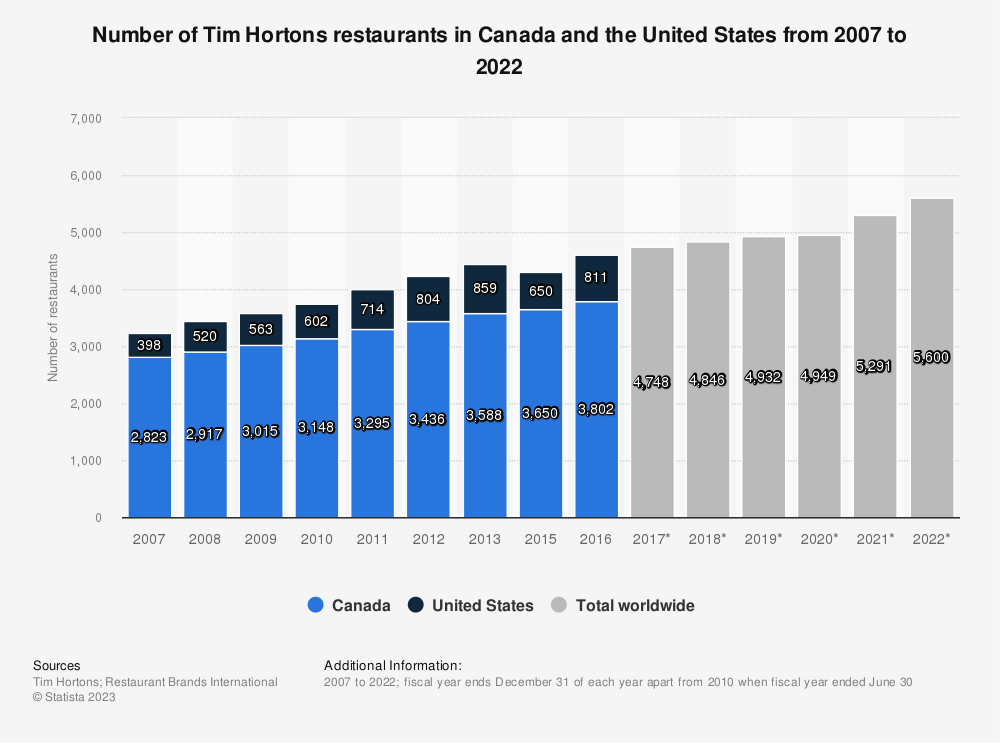 Number of Tim Hortons restaurants in Canada and the United States from 2007 to
2022
7,000
6,000
5,000
4,000
3,000
2,000
1,000
0
Number of restaurants
398 520 563 602 714 804 859 650 811
2,823 2,917 3,015 3,148 3,295 3,436 3,588 3,650 3,802 4,748 4,846 4,932 4,949 5,291 5,600
2007 2008 2009 2010 2011 2012 2013 2015 2016 2017* 2018* 2019* 2020* 2021* 2022*
Canada United States Total worldwide
Sources
Tim Hortons; Restaurant Brands International
© Statista 2023
Additional Information:
2007 to 2022; fiscal year ends December 31 of each year apart from 2010 when fiscal year ended June 30